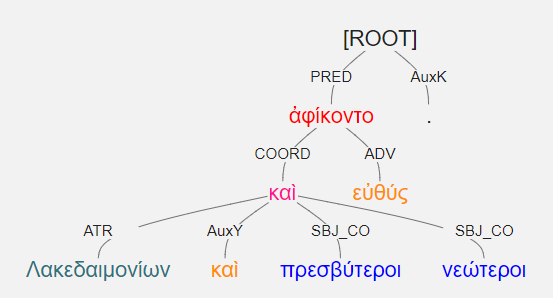 [ROOT]
PRED AuxK
ἀφίκοντο .
COORD ADV
καὶ εὐθύς
ATR AuxY SBJ_CO SBJ_CO
Λακεδαιμονίων καὶ πρεσβύτεροι νεώτεροι